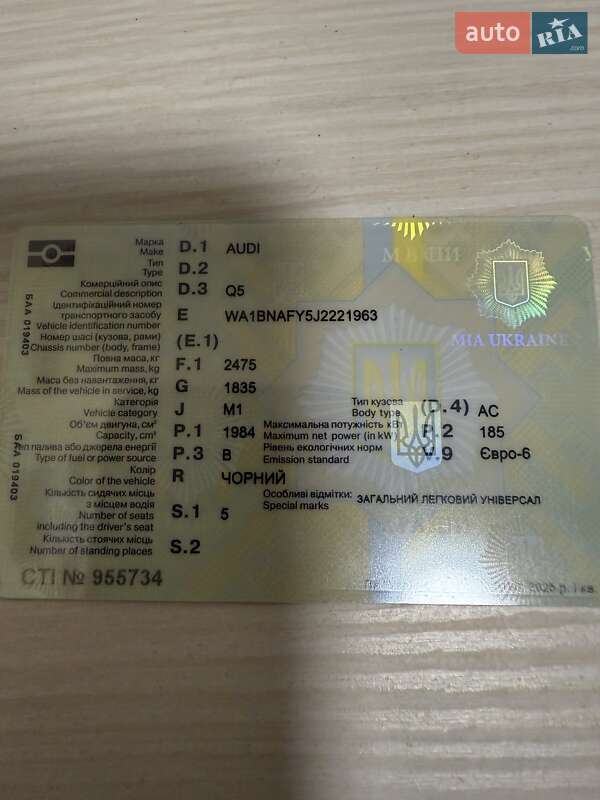 auto RIA .com
МВС УКРАЇНИ
MIA UKRAINE
БАА 019403
БАА 019403
Марка
Make D.1 AUDI
Тип
Type D.2
Комерційний опис
Commercial description D.3 Q5
Ідентифікаційний номер
транспортного засобу
Vehicle identification number E WA1BNAFY5J2221963
Номер шасі (кузова, рами)
Chassis number (body, frame) (E.1)
Повна маса, кг
Maximum mass, kg F.1 2475
Маса без навантаження, кг
Mass of the vehicle in service, kg G 1835
Категорія
Vehicle category J M1
Тип кузова
Body type (D.4) AC
Об'єм двигуна, см³
Capacity, cm³ P.1 1984
Максимальна потужність кВт
Maximum net power (in kW) P.2 185
Тип палива або джерела енергії
Type of fuel or power source P.3 B
Рівень екологічних норм
Emission standard V.9 Євро-6
Колір
Color of the vehicle R ЧОРНИЙ
Кількість сидячих місць
з місцем водія
Number of seats
including the driver's seat S.1 5
Особливі відмітки:
Special marks ЗАГАЛЬНИЙ ЛЕГКОВИЙ УНІВЕРСАЛ
Кількість стоячих місць
Number of standing places S.2
СТІ № 955734
2025 р. I кв.